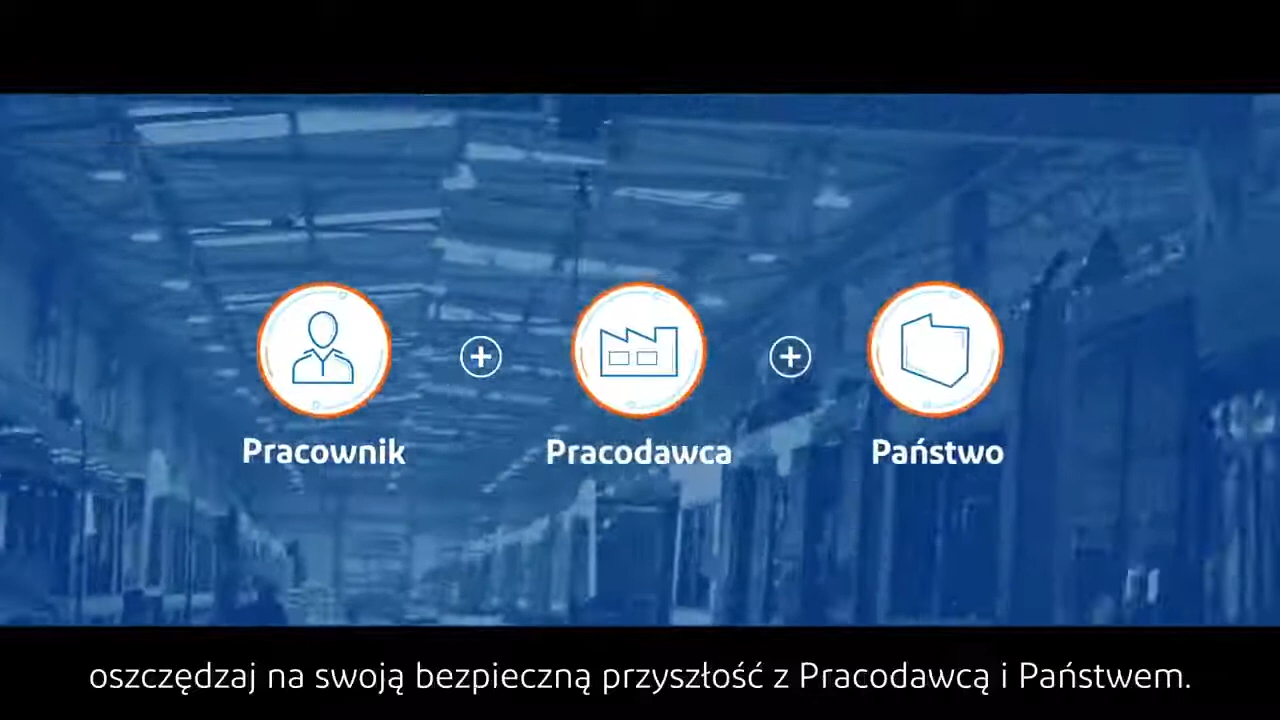 Pracownik
Pracodawca
Państwo
oszczędzaj na swoją bezpieczną przyszłość z Pracodawcą i Państwem.